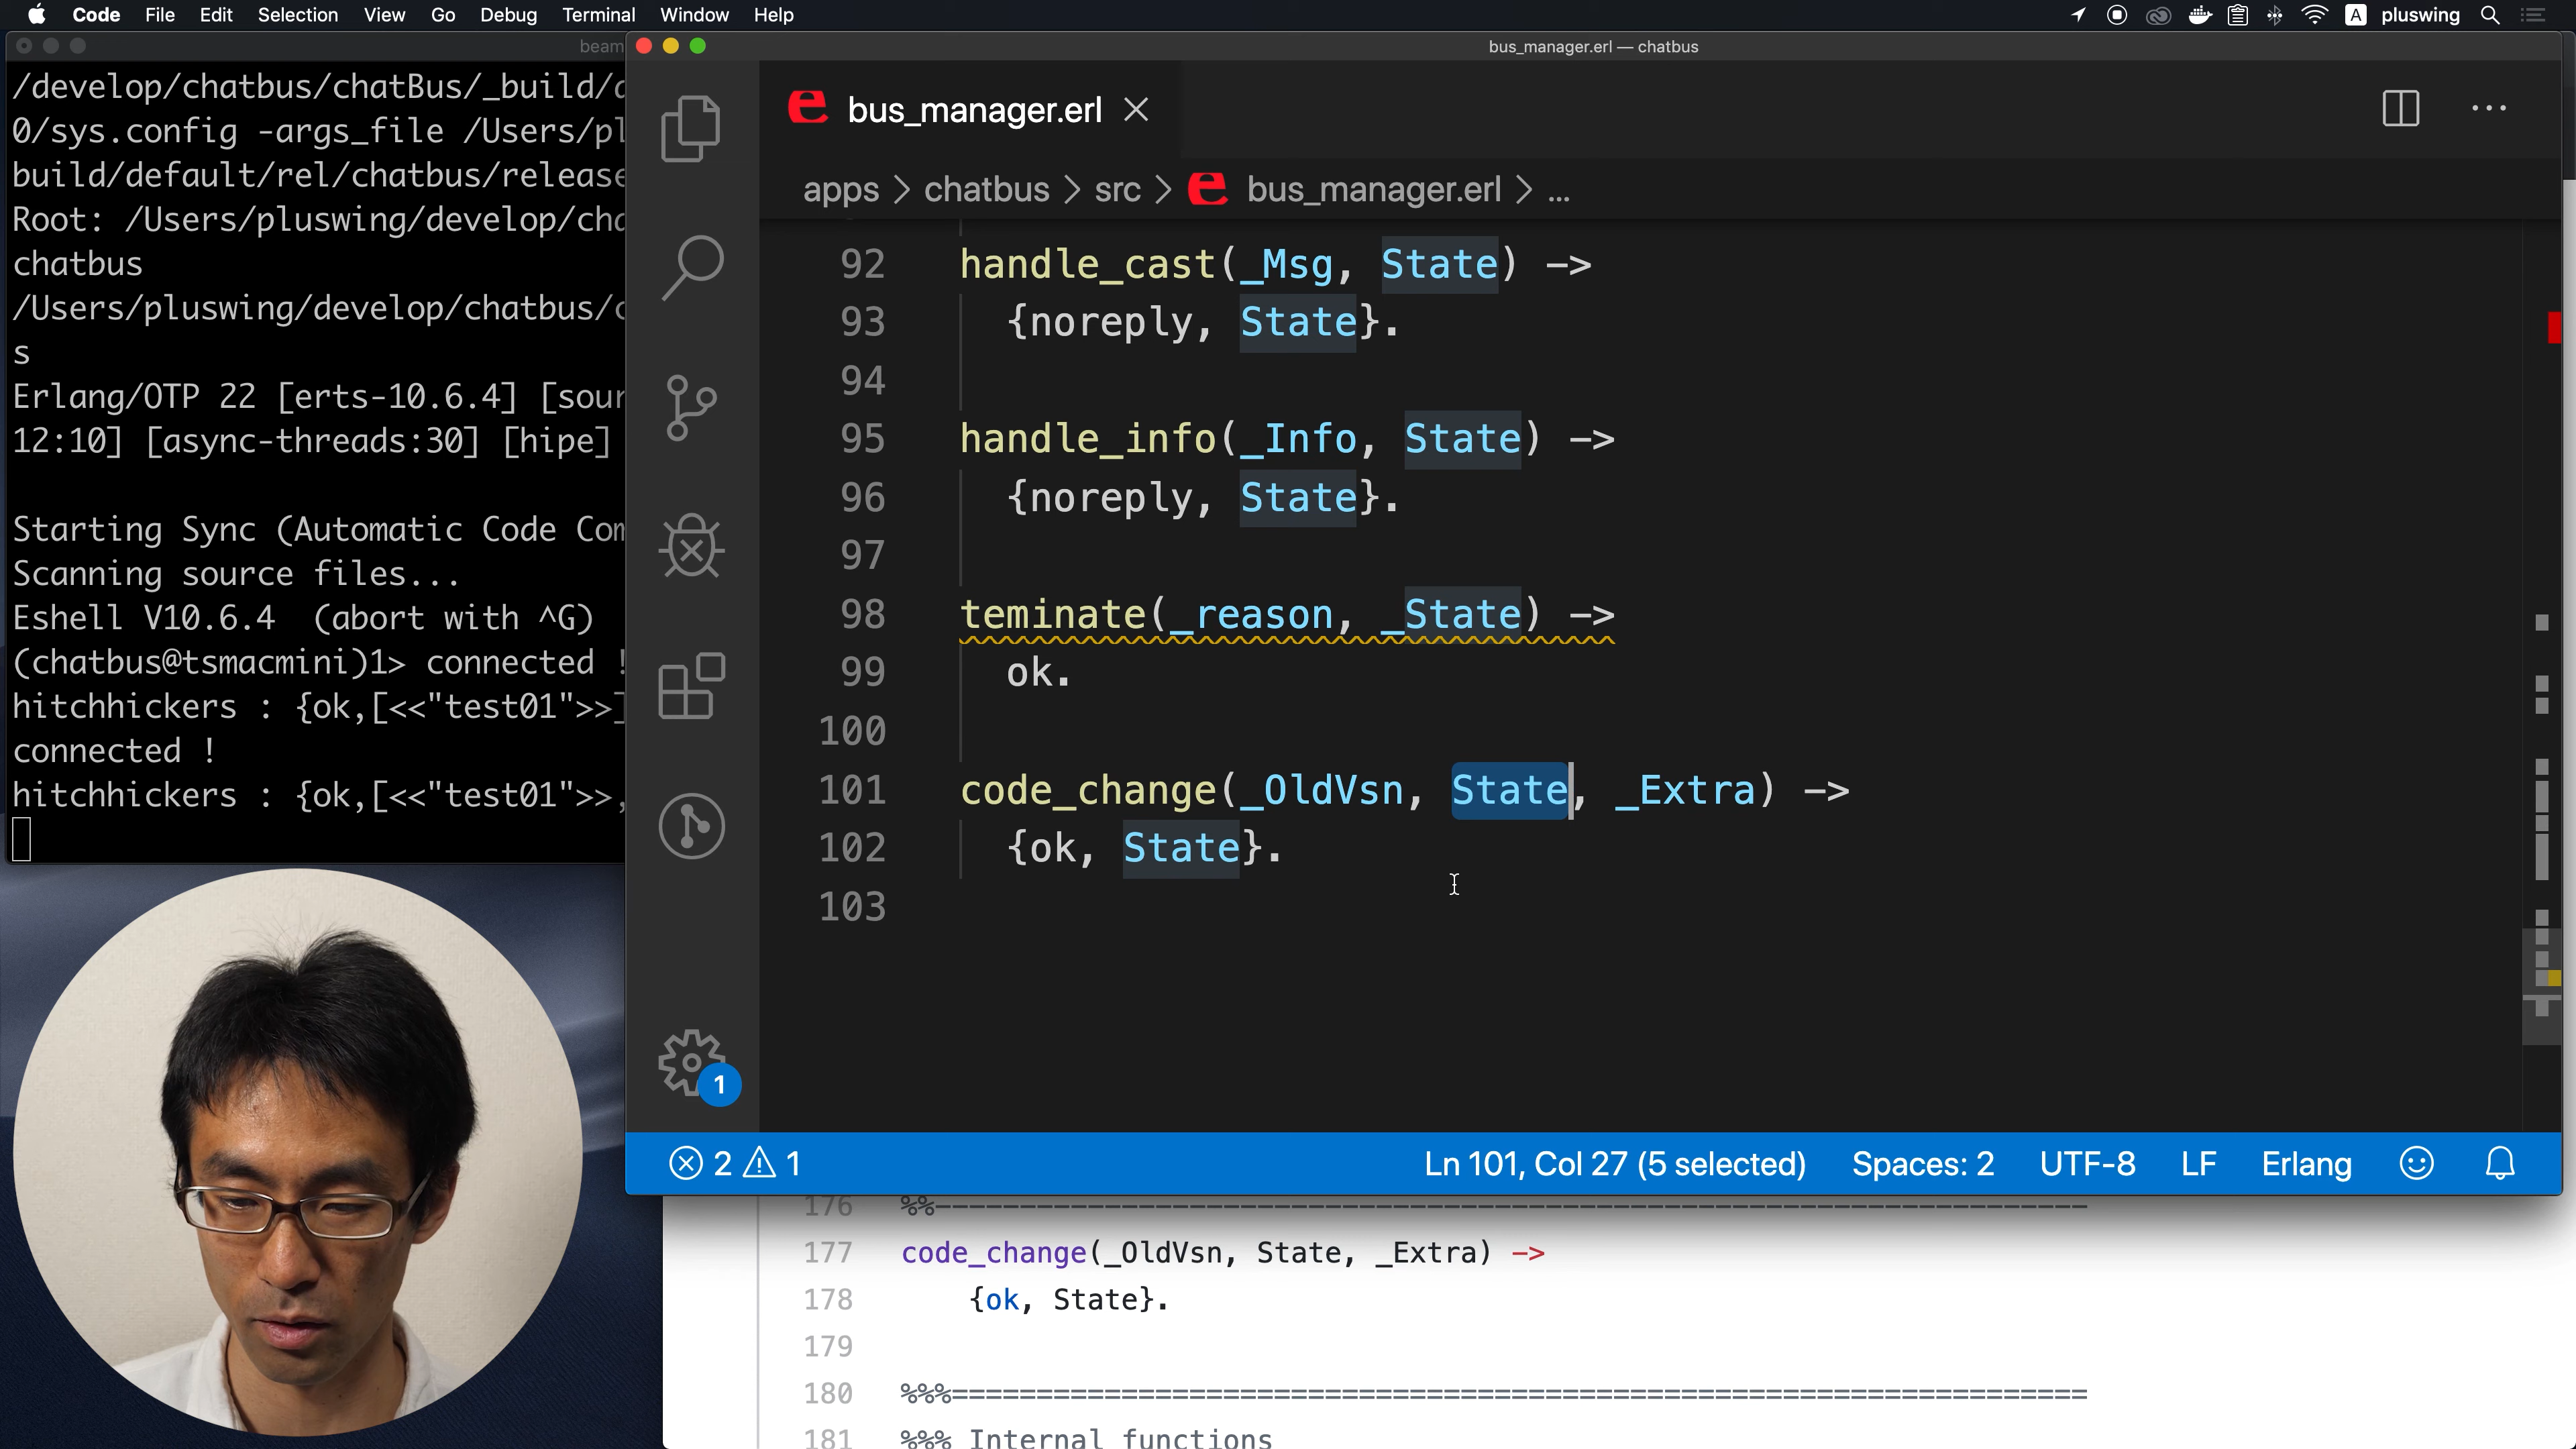 Code File Edit Selection View Go Debug Terminal Window Help
A pluswing
beam
/develop/chatbus/chatBus/_build/
0/sys.config -args_file /Users/pl
build/default/rel/chatbus/release
Root: /Users/pluswing/develop/cha
chatbus
/Users/pluswing/develop/chatbus/c
s
Erlang/OTP 22 [erts-10.6.4] [sour
12:10] [async-threads:30] [hipe]
Starting Sync (Automatic Code Com
Scanning source files...
Eshell V10.6.4 (abort with ^G)
(chatbus@tsmacmini)1> connected !
hitchhickers : {ok,[<<"test01">>]
connected !
hitchhickers : {ok,[<<"test01">>,
bus_manager.erl — chatbus
e bus_manager.erl
apps > chatbus > src > e bus_manager.erl > ...
92 handle_cast(_Msg, State) ->
93 {noreply, State}.
94
95 handle_info(_Info, State) ->
96 {noreply, State}.
97
98 teminate(_reason, _State) ->
99 ok.
100
101 code_change(_OldVsn, State, _Extra) ->
102 {ok, State}.
103
1
2 1 Ln 101, Col 27 (5 selected) Spaces: 2 UTF-8 LF Erlang
176 %%--------------------------------------------------------------------
177 code_change(_OldVsn, State, _Extra) ->
178 {ok, State}.
179
180 %%%===================================================================
181 %%% Internal functions